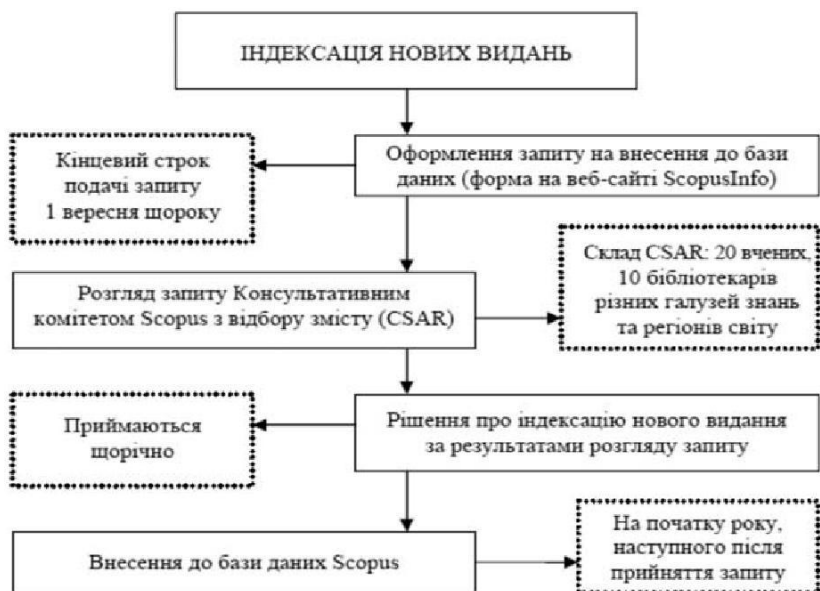 ІНДЕКСАЦІЯ НОВИХ ВИДАНЬ
Кінцевий строк
подачі запиту
1 вересня щороку
Оформлення запиту на внесення до бази
даних (форма на веб-сайті ScopusInfo)
Склад CSAR: 20 вчених,
10 бібліотекарів
різних галузей знань
та регіонів світу
Розгляд запиту Консультативним
комітетом Scopus з відбору змісту (CSAR)
Приймаються
щорічно
Рішення про індексацію нового видання
за результатами розгляду запиту
Внесення до бази даних Scopus
На початку року,
наступного після
прийняття запиту